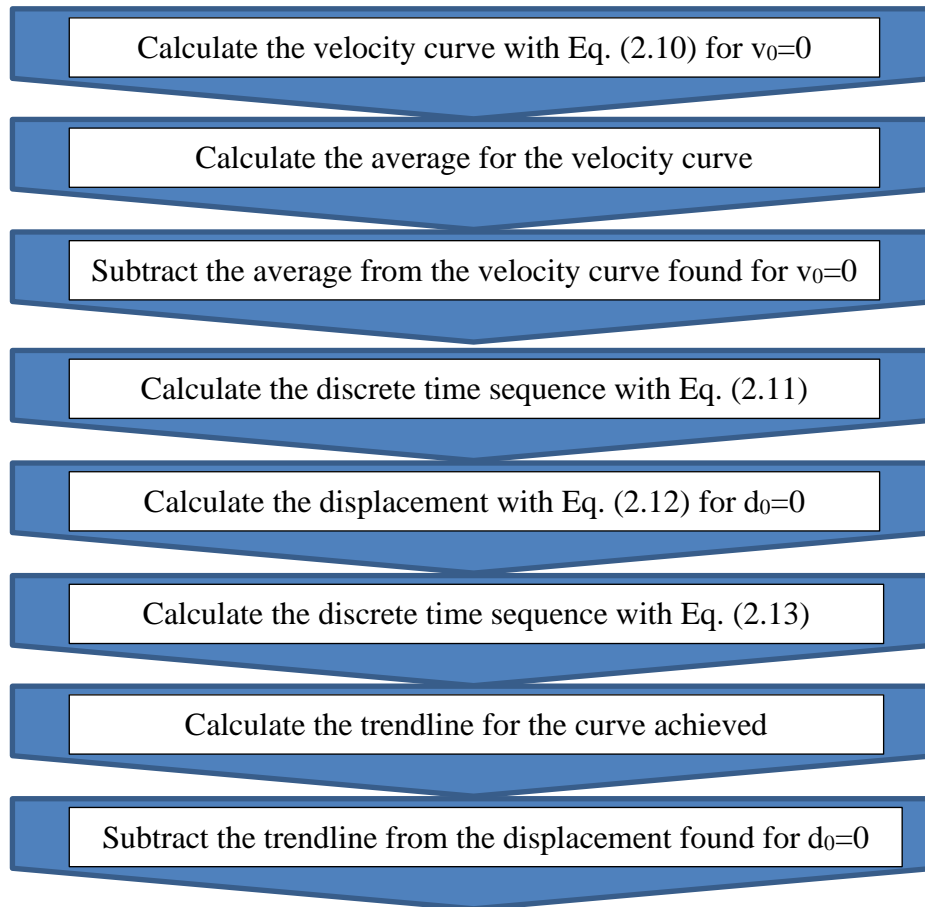 Calculate the velocity curve with Eq. (2.10) for v₀=0
Calculate the average for the velocity curve
Subtract the average from the velocity curve found for v₀=0
Calculate the discrete time sequence with Eq. (2.11)
Calculate the displacement with Eq. (2.12) for d₀=0
Calculate the discrete time sequence with Eq. (2.13)
Calculate the trendline for the curve achieved
Subtract the trendline from the displacement found for d₀=0